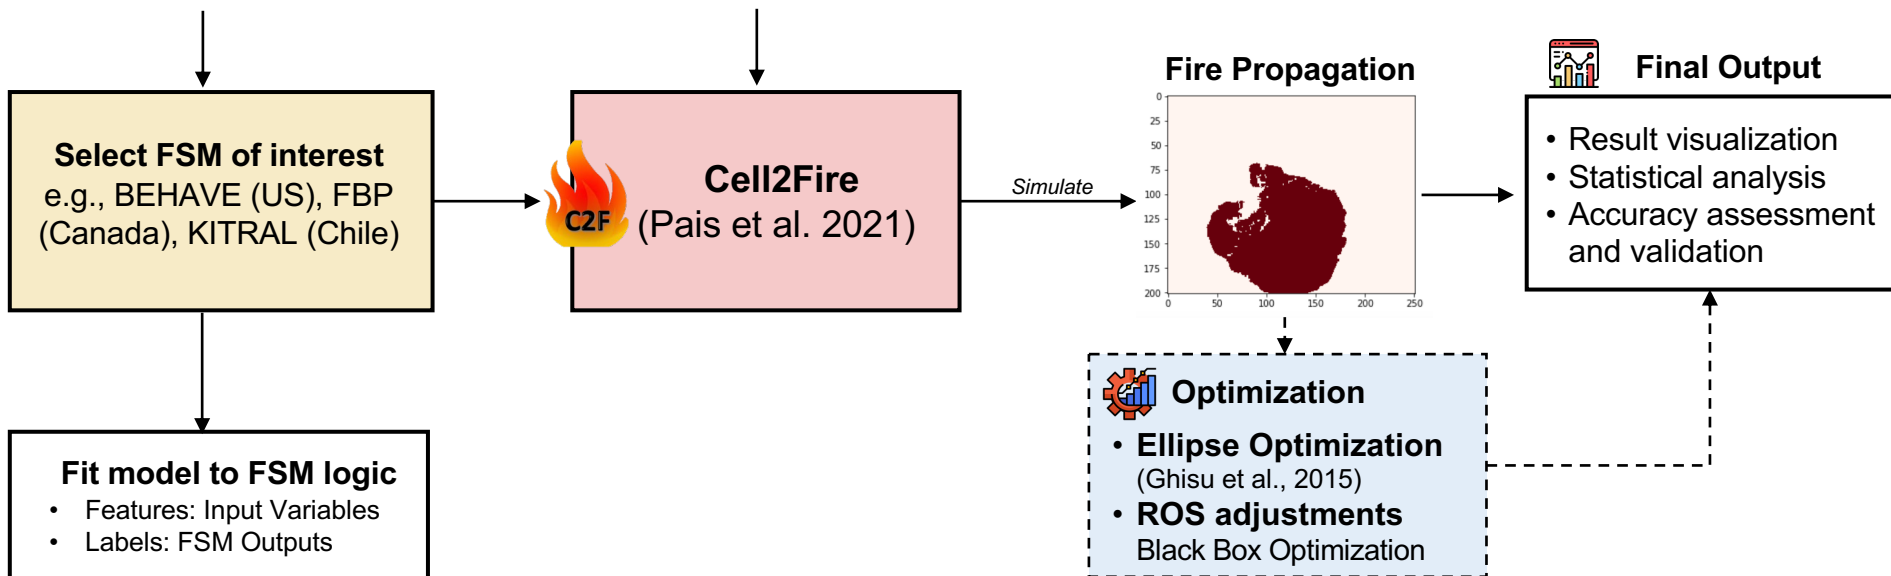 Select FSM of interest
e.g., BEHAVE (US), FBP
(Canada), KITRAL (Chile)
Fit model to FSM logic
• Features: Input Variables
• Labels: FSM Outputs
C2F
Cell2Fire
(Pais et al. 2021)
Simulate
Fire Propagation
0
25
50
75
100
125
150
175
200
0 50 100 150 200 250
Optimization
• Ellipse Optimization
(Ghisu et al., 2015)
• ROS adjustments
Black Box Optimization
Final Output
• Result visualization
• Statistical analysis
• Accuracy assessment
and validation